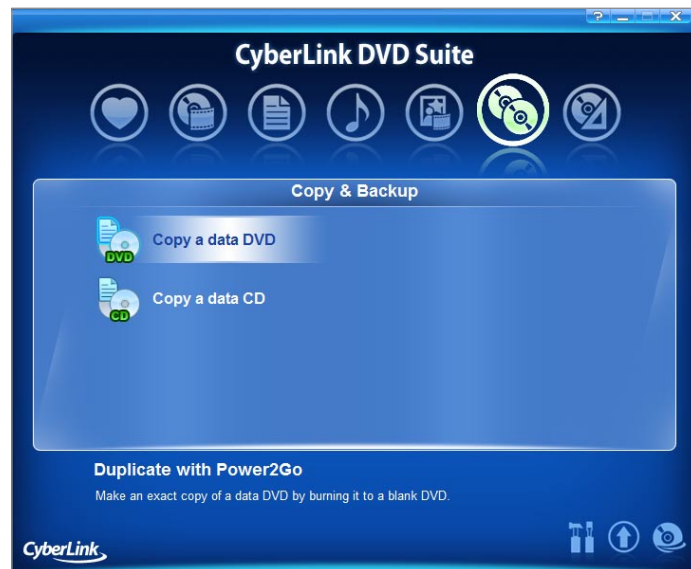 CyberLink DVD Suite
Copy & Backup
DVD
Copy a data DVD
CD
Copy a data CD
Duplicate with Power2Go
Make an exact copy of a data DVD by burning it to a blank DVD.
CyberLink